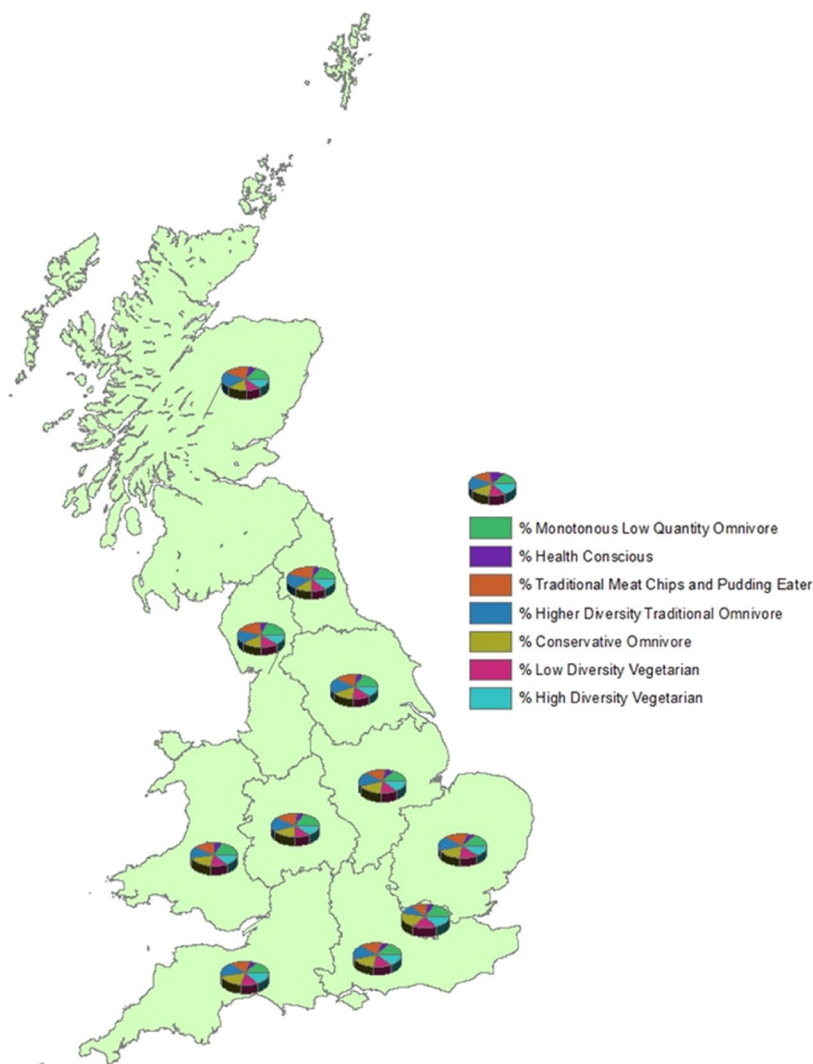 % Monotonous Low Quantity Omnivore
% Health Conscious
% Traditional Meat Chips and Pudding Eater
% Higher Diversity Traditional Omnivore
% Conservative Omnivore
% Low Diversity Vegetarian
% High Diversity Vegetarian